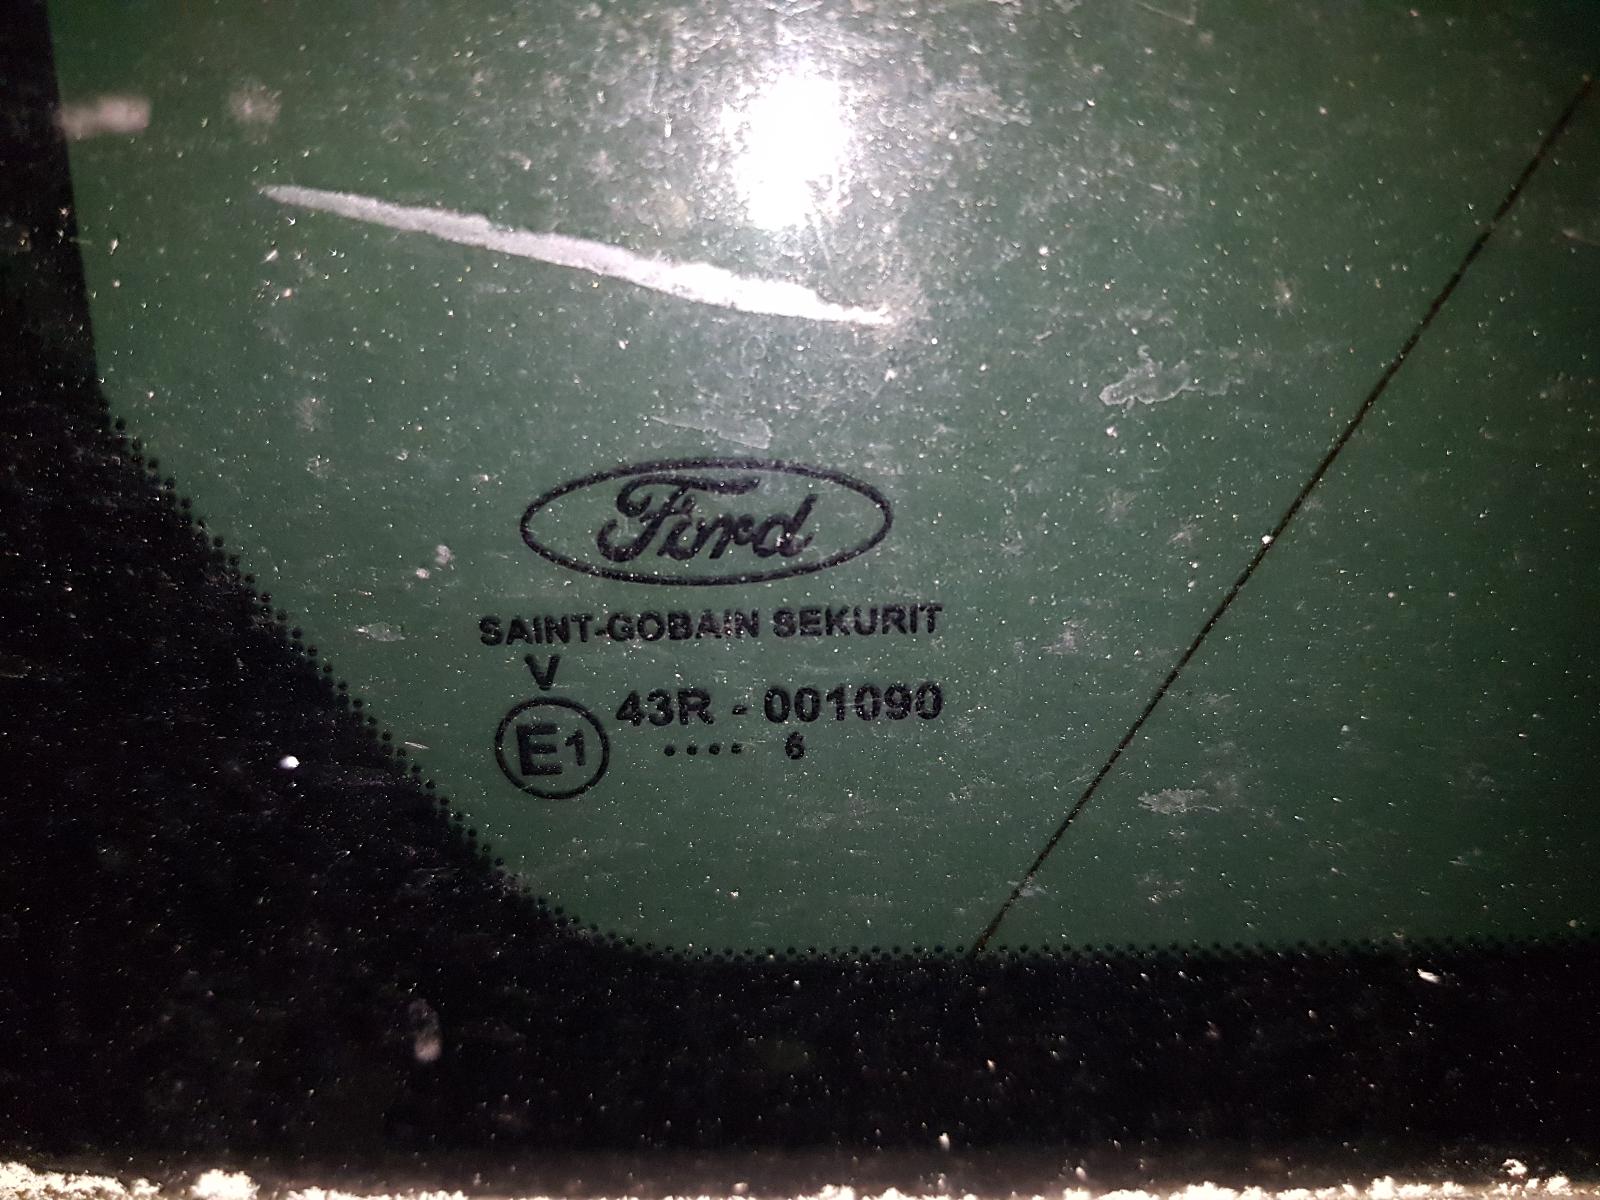 Ford
SAINT-GOBAIN SEKURIT
V
E1 43R - 001090
.... 6